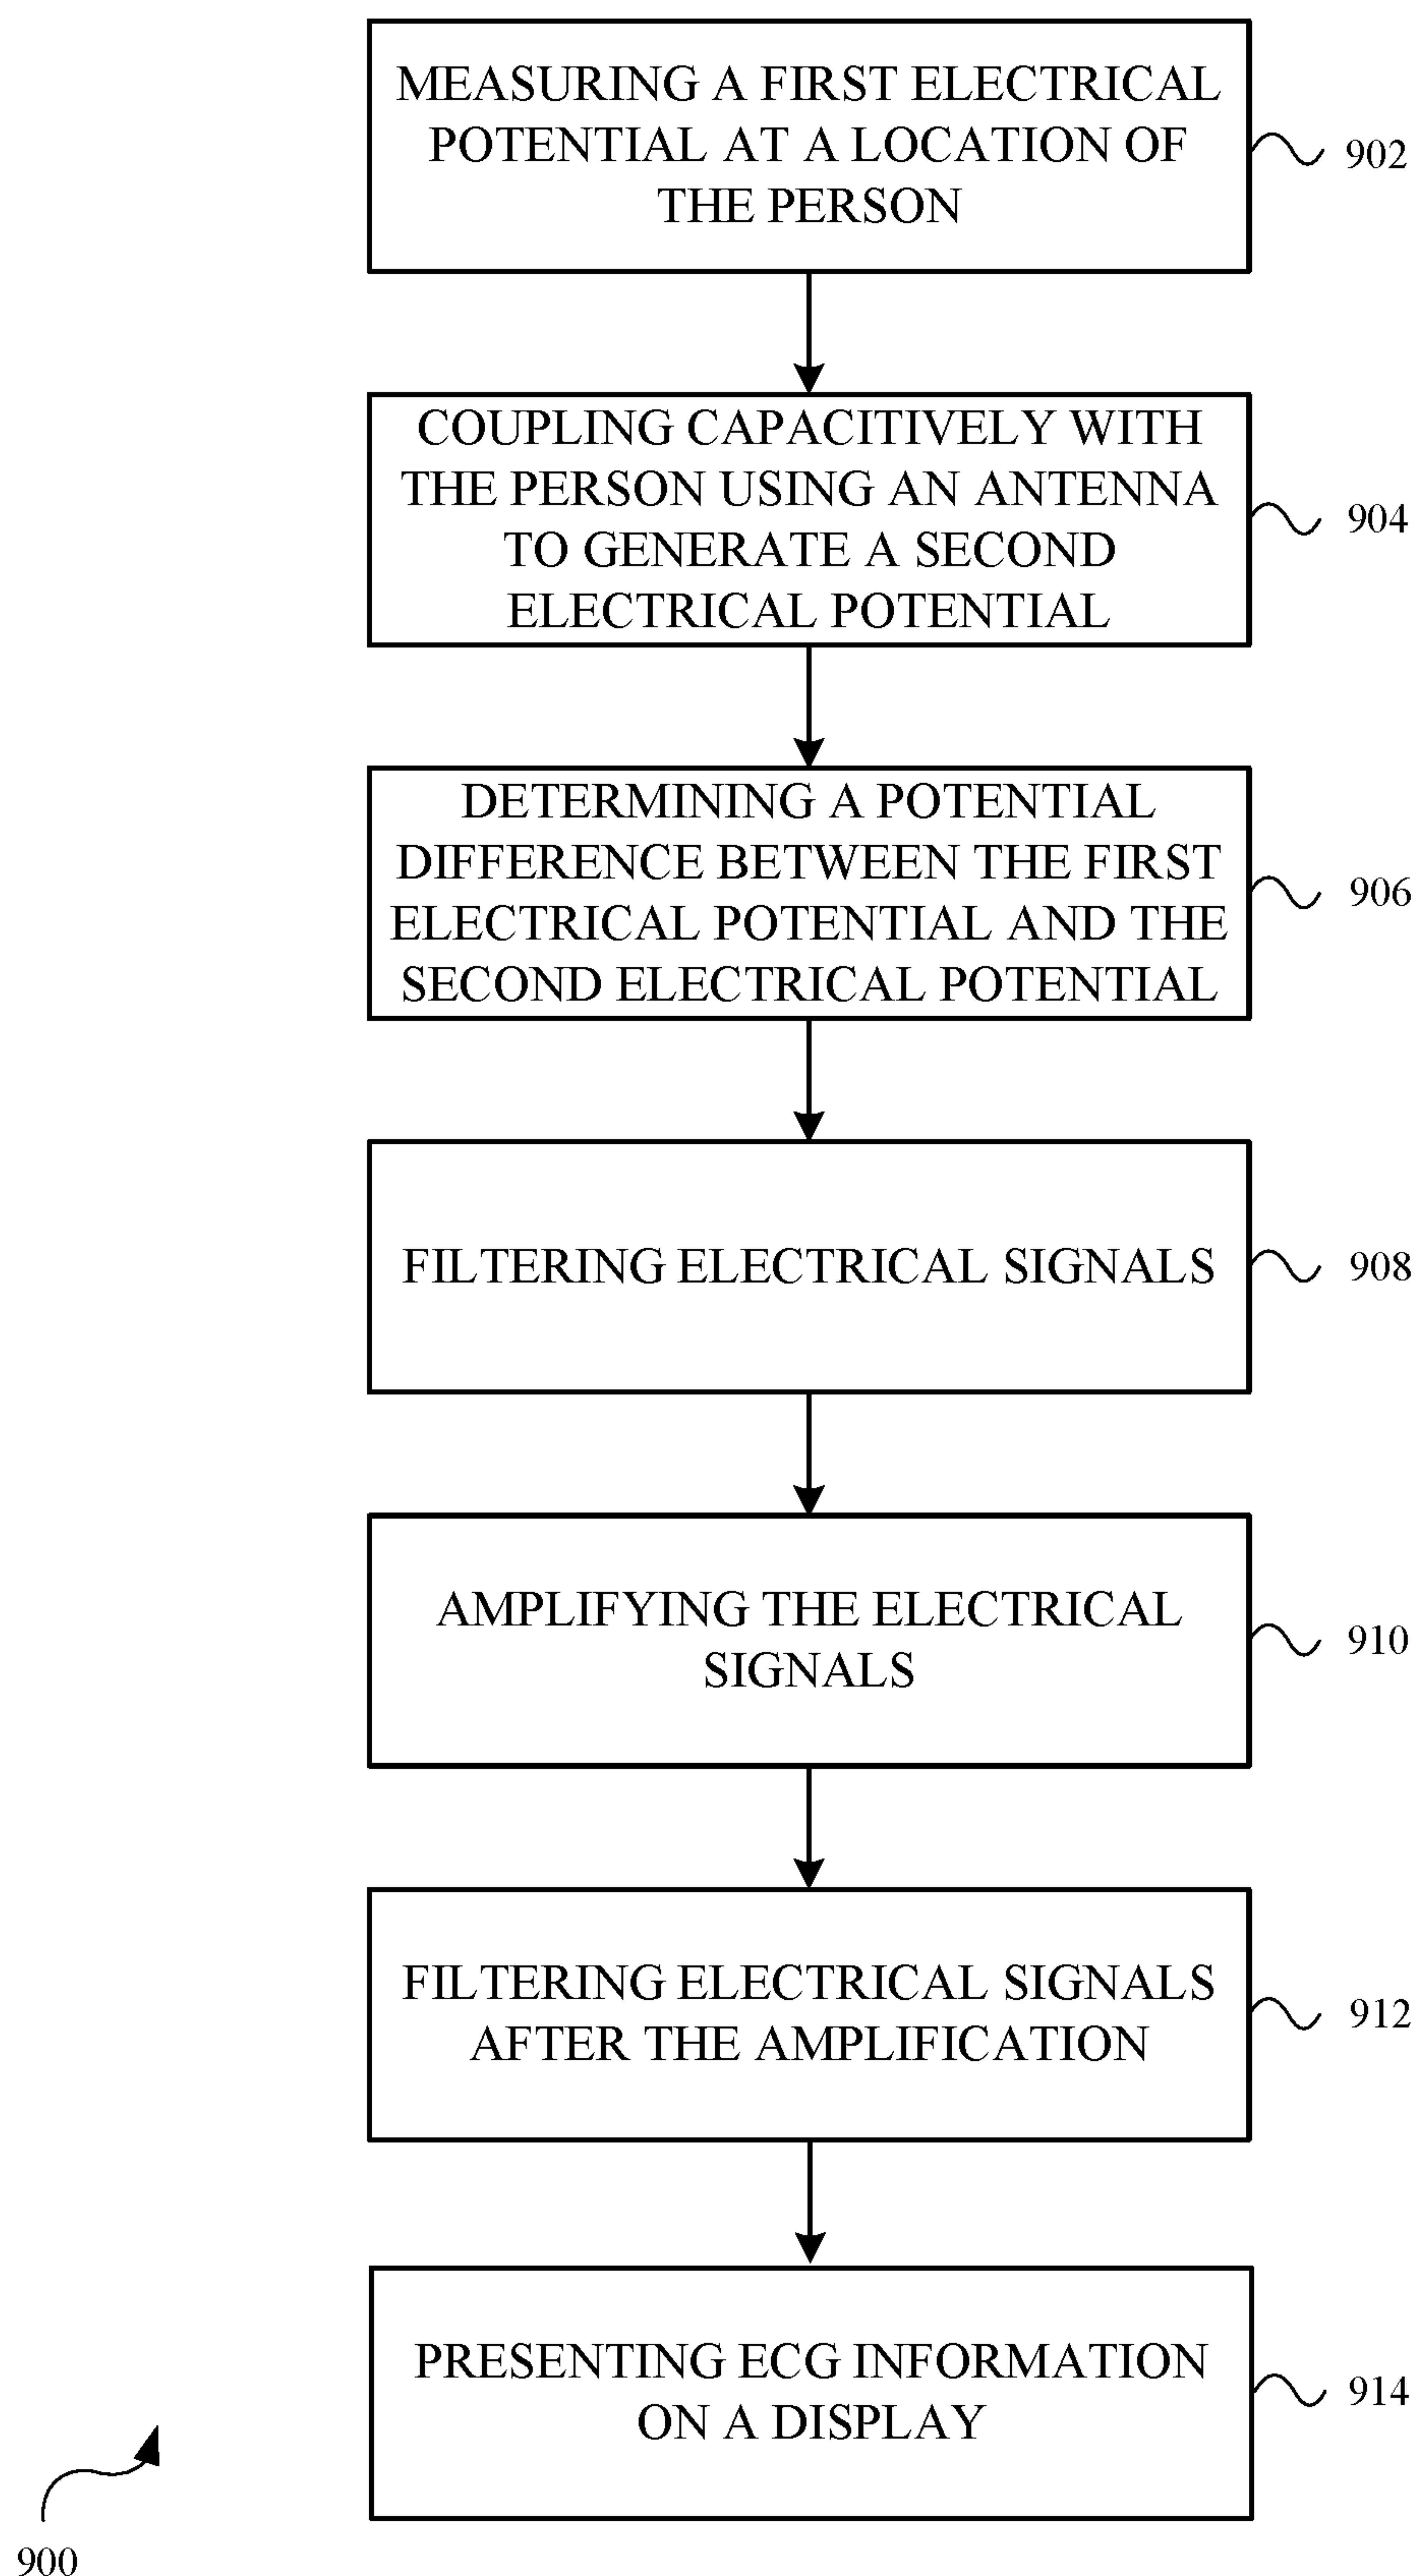 MEASURING A FIRST ELECTRICAL
POTENTIAL AT A LOCATION OF
THE PERSON
902
COUPLING CAPACITIVELY WITH
THE PERSON USING AN ANTENNA
TO GENERATE A SECOND
ELECTRICAL POTENTIAL
904
DETERMINING A POTENTIAL
DIFFERENCE BETWEEN THE FIRST
ELECTRICAL POTENTIAL AND THE
SECOND ELECTRICAL POTENTIAL
906
FILTERING ELECTRICAL SIGNALS
908
AMPLIFYING THE ELECTRICAL
SIGNALS
910
FILTERING ELECTRICAL SIGNALS
AFTER THE AMPLIFICATION
912
PRESENTING ECG INFORMATION
ON A DISPLAY
914
900